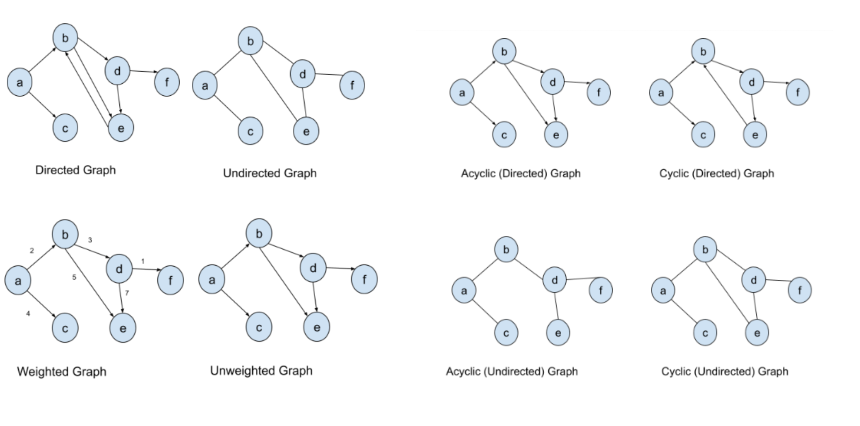 b
a
d
f
c
e
Directed Graph
b
a
d
f
c
e
Undirected Graph
b
a
d
f
c
e
Acyclic (Directed) Graph
b
a
d
f
c
e
Cyclic (Directed) Graph
b
2
3
a
d
1
f
5
7
4
c
e
Weighted Graph
b
a
d
f
c
e
Unweighted Graph
b
a
d
f
c
e
Acyclic (Undirected) Graph
b
a
d
f
c
e
Cyclic (Undirected) Graph